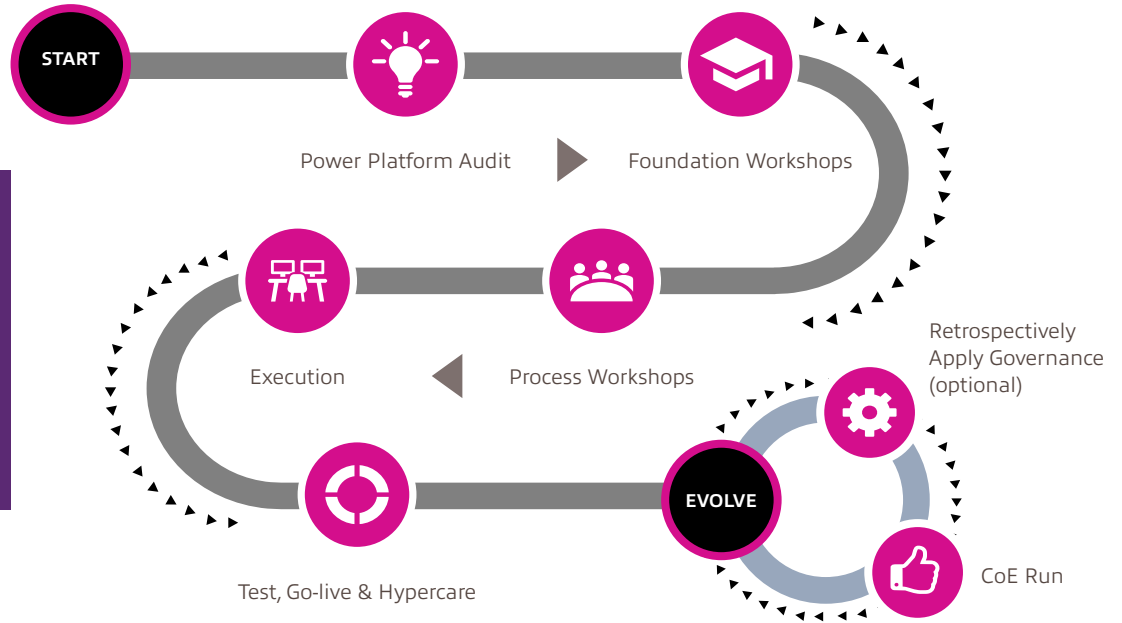 START
Power Platform Audit
Foundation Workshops
Execution
Process Workshops
Retrospectively
Apply Governance
(optional)
EVOLVE
CoE Run
Test, Go-live & Hypercare